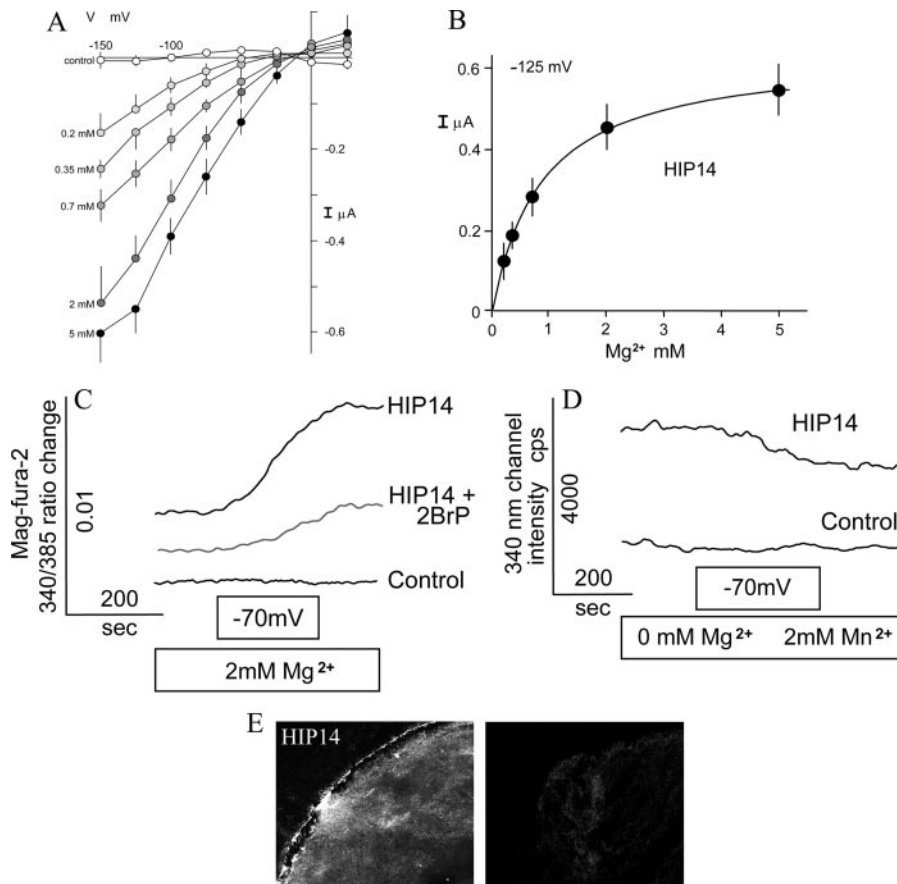 A
V mV
-150
-100
control
0.2 mM
0.35 mM
0.7 mM
2 mM
5 mM
-0.2
I µA
-0.4
-0.6
B
0.6
-125 mV
I µA
0.4
HIP14
0.2
0
0 1 2 3 4 5
Mg²⁺ mM
C
HIP14
HIP14 +
2BrP
Control
Mag-fura-2
340/385 ratio change
0.01
200
sec
-70mV
2mM Mg²⁺
D
HIP14
Control
340 nm channel
intensity cps
4000
200
sec
-70mV
0 mM Mg²⁺ 2mM Mn²⁺
E
HIP14